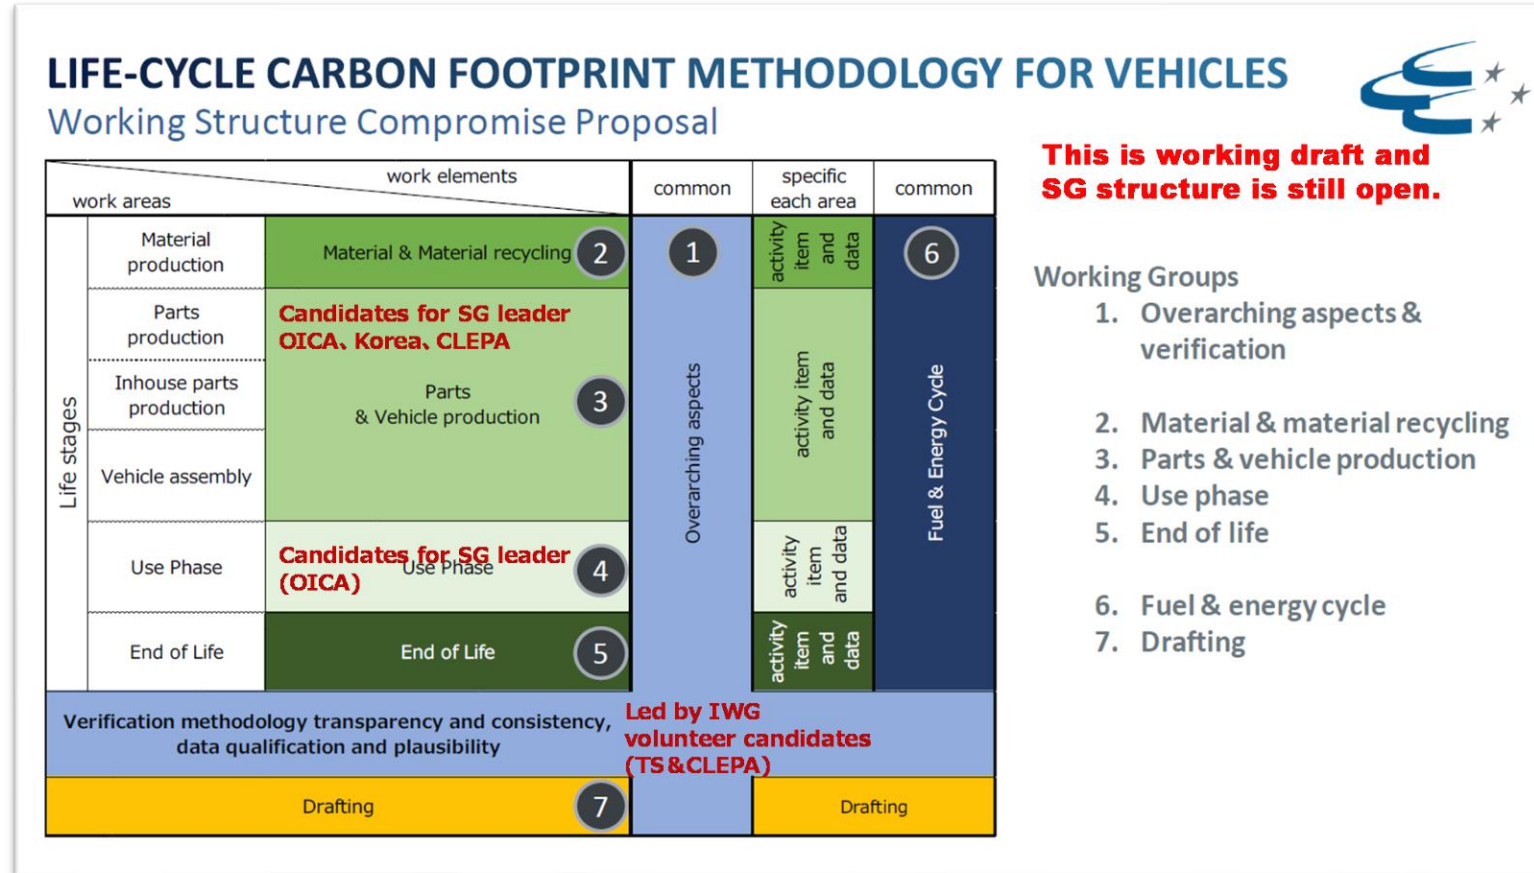 LIFE-CYCLE CARBON FOOTPRINT METHODOLOGY FOR VEHICLES
Working Structure Compromise Proposal
This is working draft and
SG structure is still open.
work elements
work areas
common
specific
each area
common
Life stages
Material
production
Material & Material recycling
2
1
activity
item
and
data
6
Parts
production
Candidates for SG leader
OICA、Korea、CLEPA
Inhouse parts
production
Parts
& Vehicle production
3
Overarching aspects
activity item
and data
Fuel & Energy Cycle
Vehicle assembly
Use Phase
Candidates for SG leader
(OICA)
Use Phase
4
activity
item
and data
End of Life
End of Life
5
activity
item
and
data
Verification methodology transparency and consistency,
data qualification and plausibility
Led by IWG
volunteer candidates
(TS&CLEPA)
Drafting
7
Drafting
Working Groups
1. Overarching aspects &
verification
2. Material & material recycling
3. Parts & vehicle production
4. Use phase
5. End of life
6. Fuel & energy cycle
7. Drafting